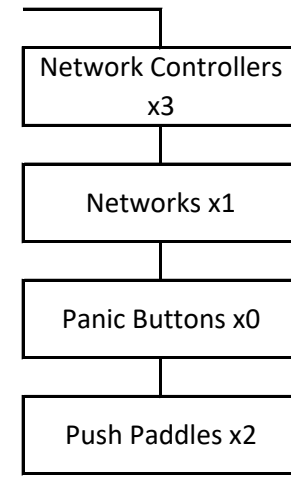 Network Controllers
x3
Networks x1
Panic Buttons x0
Push Paddles x2